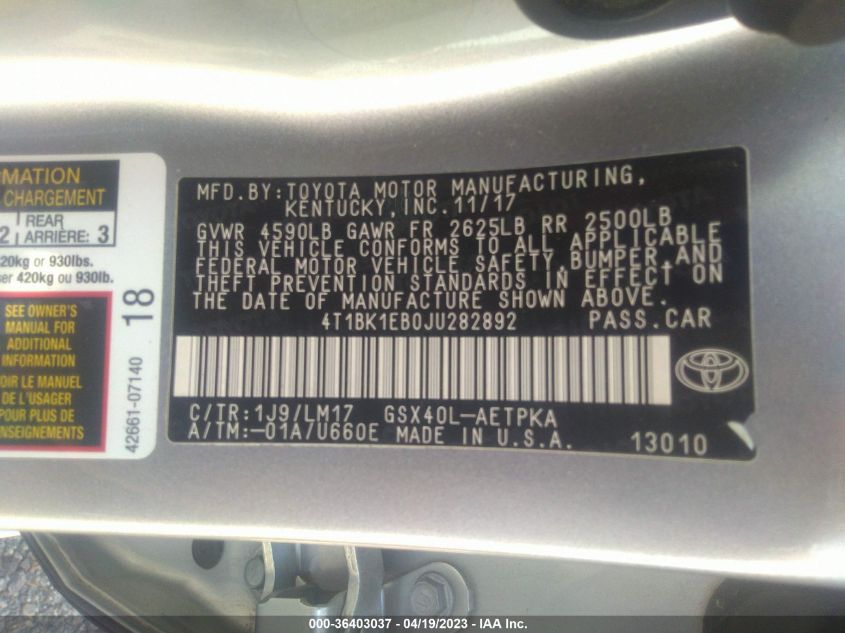 MATION
CHARGEMENT
2 REAR
ARRIÈRE: 3
20kg or 930lbs.
ser 420kg ou 930lb.
SEE OWNER'S
MANUAL FOR
ADDITIONAL
INFORMATION
OIR LE MANUEL
DE L'USAGER
POUR PLUS DE
ENSEIGNEMENTS
18
42661-07140
MFD.BY:TOYOTA MOTOR MANUFACTURING,
KENTUCKY,INC.11/17
GVWR 4590LB GAWR FR 2625LB RR 2500LB
THIS VEHICLE CONFORMS TO ALL APPLICABLE
FEDERAL MOTOR VEHICLE SAFETY,BUMPER,AND
THEFT PREVENTION STANDARDS IN EFFECT ON
THE DATE OF MANUFACTURE SHOWN ABOVE.
4T1BK1EB0JU282892 PASS.CAR
C/TR:1J9/LM17 GSX40L-AETPKA
A/TM:-01A/U660E MADE IN U.S.A. 13010
000-36403037 - 04/19/2023 - IAA Inc.